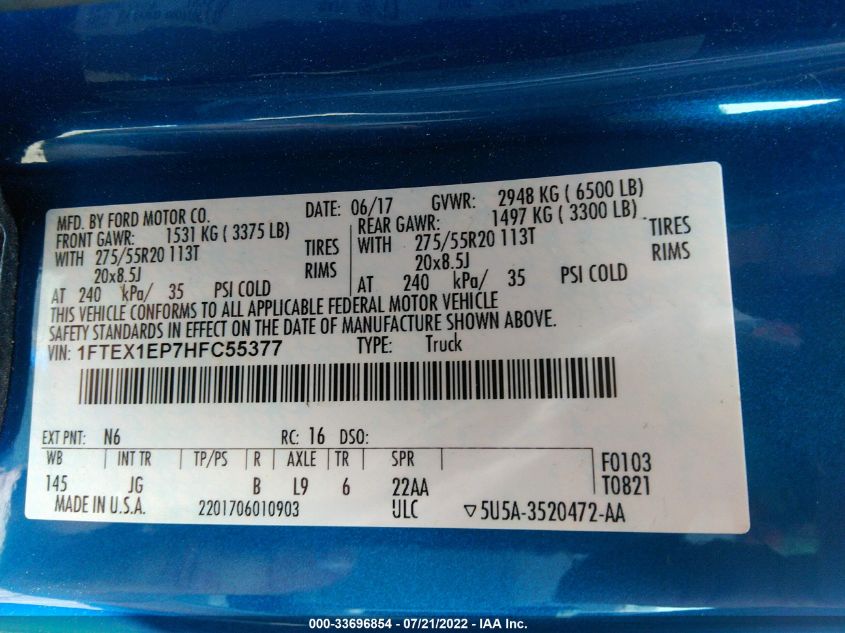 MFD. BY FORD MOTOR CO. DATE: 06/17 GVWR: 2948 KG ( 6500 LB)
FRONT GAWR: 1531 KG ( 3375 LB) REAR GAWR: 1497 KG ( 3300 LB)
WITH 275/55R20 113T TIRES WITH 275/55R20 113T TIRES
20x8.5J RIMS 20x8.5J RIMS
AT 240 kPa/ 35 PSI COLD AT 240 kPa/ 35 PSI COLD
THIS VEHICLE CONFORMS TO ALL APPLICABLE FEDERAL MOTOR VEHICLE
SAFETY STANDARDS IN EFFECT ON THE DATE OF MANUFACTURE SHOWN ABOVE.
VIN: 1FTEX1EP7HFC55377 TYPE: Truck
EXT PNT: N6 RC: 16 DSO:
WB INT TR TP/PS R AXLE TR SPR F0103
145 JG B L9 6 22AA T0821
MADE IN U.S.A. 2201706010903 ULC ▽5U5A-3520472-AA
000-33696854 / 07/21/2022 - IAA Inc.